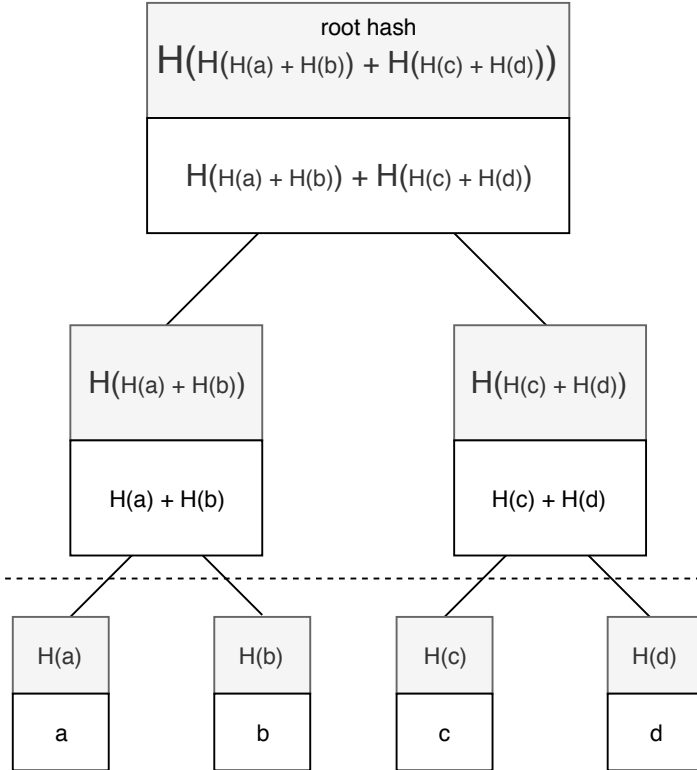 root hash
H(H(H(a) + H(b)) + H(H(c) + H(d)))
H(H(a) + H(b)) + H(H(c) + H(d))
H(H(a) + H(b))
H(H(c) + H(d))
H(a) + H(b)
H(c) + H(d)
H(a)
H(b)
H(c)
H(d)
a
b
c
d